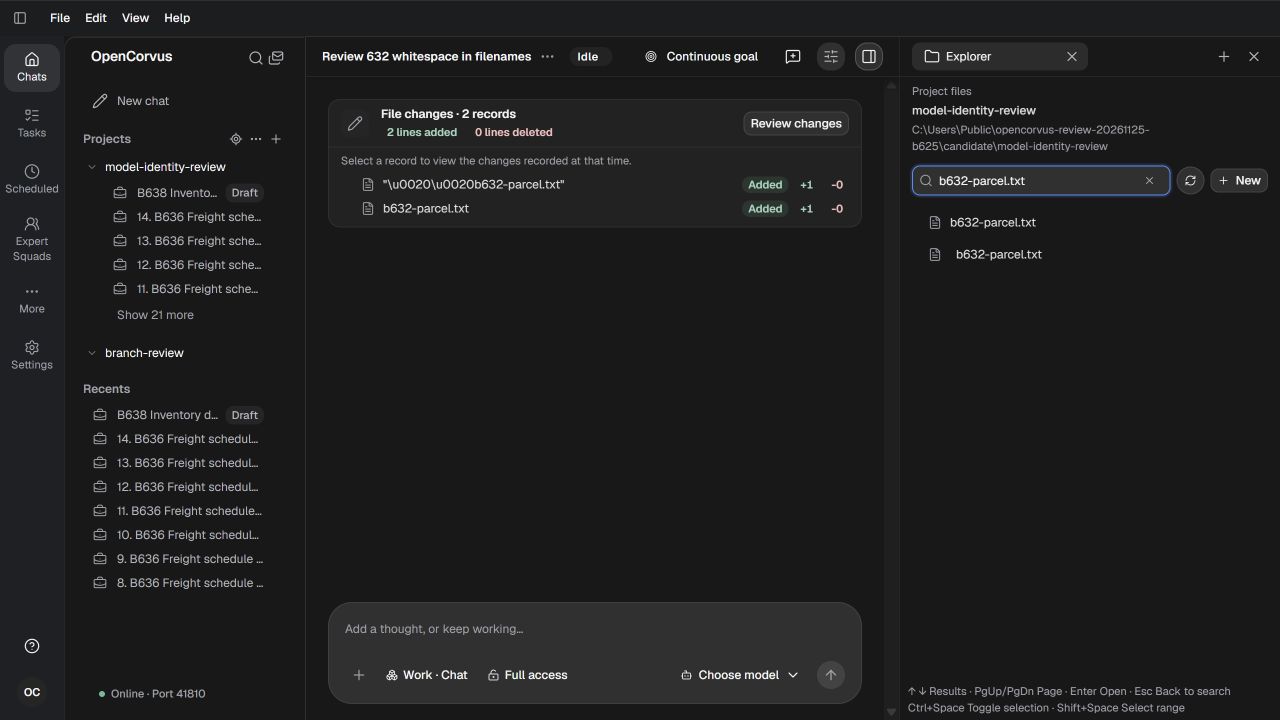 File Edit View Help
Chats
Tasks
Scheduled
Expert
Squads
More
Settings
OC
OpenCorvus
New chat
Projects
model-identity-review
B638 Invento... Draft
14. B636 Freight sche...
13. B636 Freight sche...
12. B636 Freight sche...
11. B636 Freight sche...
Show 21 more
branch-review
Recents
B638 Inventory d... Draft
14. B636 Freight schedul...
13. B636 Freight schedul...
12. B636 Freight schedul...
11. B636 Freight schedule...
10. B636 Freight schedul...
9. B636 Freight schedule ...
8. B636 Freight schedule ...
Online · Port 41810
Review 632 whitespace in filenames ··· Idle Continuous goal
File changes · 2 records
2 lines added 0 lines deleted
Review changes
Select a record to view the changes recorded at that time.
"\u0020\u0020b632-parcel.txt" Added +1 -0
b632-parcel.txt Added +1 -0
Add a thought, or keep working...
Work · Chat Full access Choose model
Explorer
Project files
model-identity-review
C:\Users\Public\opencorvus-review-20261125-
b625\candidate\model-identity-review
b632-parcel.txt
New
b632-parcel.txt
b632-parcel.txt
↑↓ Results · PgUp/PgDn Page · Enter Open · Esc Back to search
Ctrl+Space Toggle selection · Shift+Space Select range